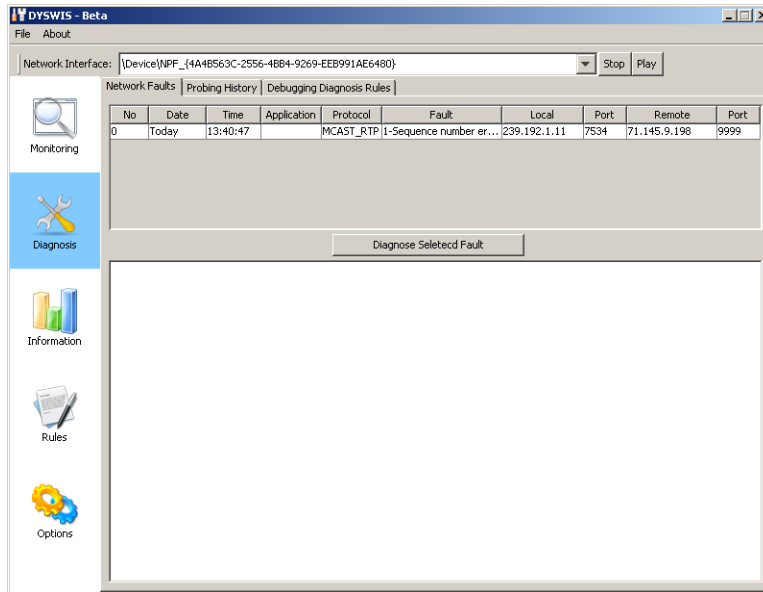 DYSWIS - Beta
File About
Network Interface: \Device\NPF_{4A4B563C-2556-4BB4-9269-EEB991AE6480} Stop Play
Network Faults Probing History Debugging Diagnosis Rules
No Date Time Application Protocol Fault Local Port Remote Port
0 Today 13:40:47 MCAST_RTP 1-Sequence number er... 239.192.1.11 7534 71.145.9.198 9999
Monitoring
Diagnosis
Diagnose Seletecd Fault
Information
Rules
Options